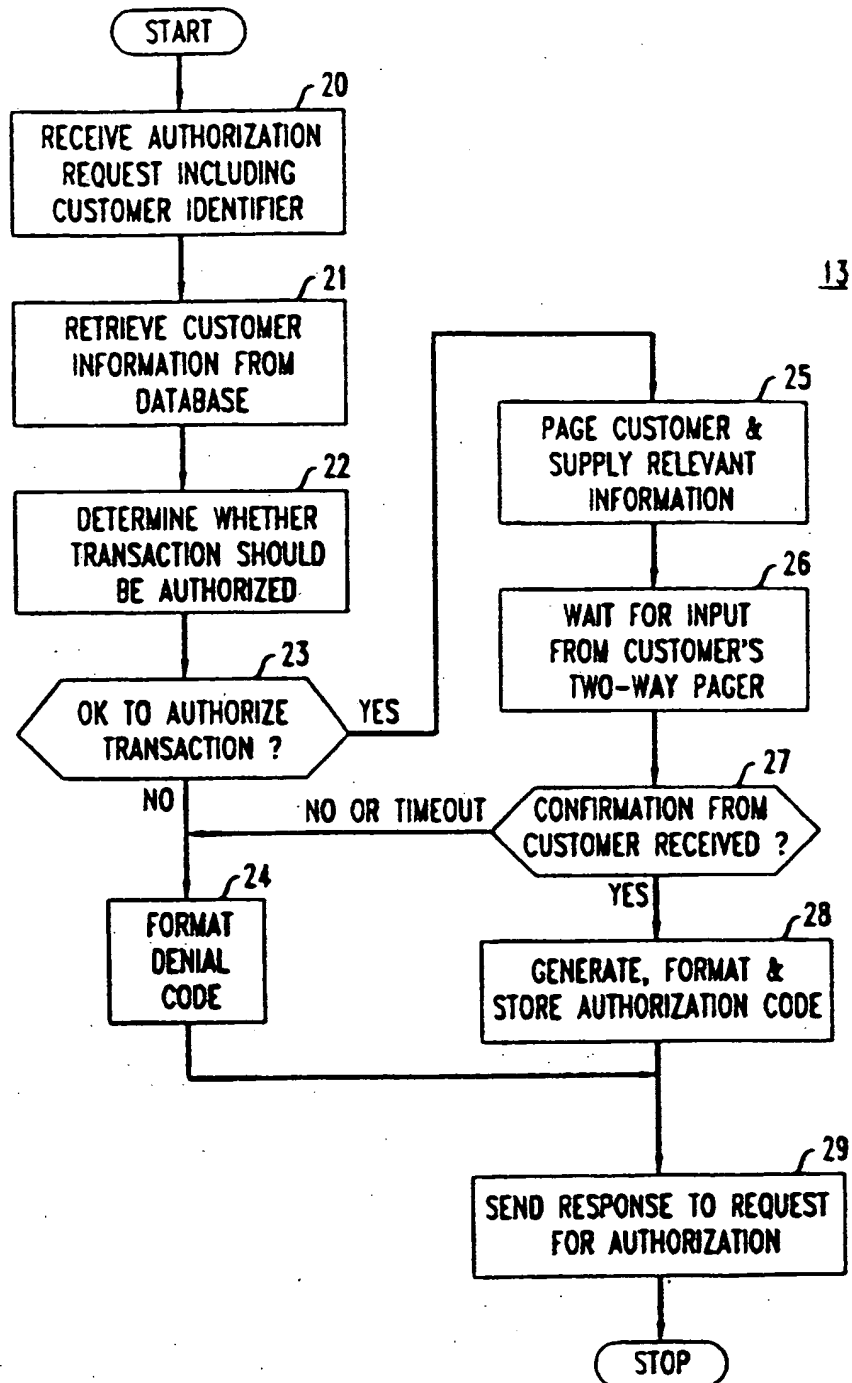 START
20
RECEIVE AUTHORIZATION
REQUEST INCLUDING
CUSTOMER IDENTIFIER
21
RETRIEVE CUSTOMER
INFORMATION FROM
DATABASE
22
DETERMINE WHETHER
TRANSACTION SHOULD
BE AUTHORIZED
23
OK TO AUTHORIZE
TRANSACTION ?
YES
NO
24
FORMAT
DENIAL
CODE
13
25
PAGE CUSTOMER &
SUPPLY RELEVANT
INFORMATION
26
WAIT FOR INPUT
FROM CUSTOMER'S
TWO-WAY PAGER
27
CONFIRMATION FROM
CUSTOMER RECEIVED ?
NO OR TIMEOUT
YES
28
GENERATE, FORMAT &
STORE AUTHORIZATION CODE
29
SEND RESPONSE TO REQUEST
FOR AUTHORIZATION
STOP